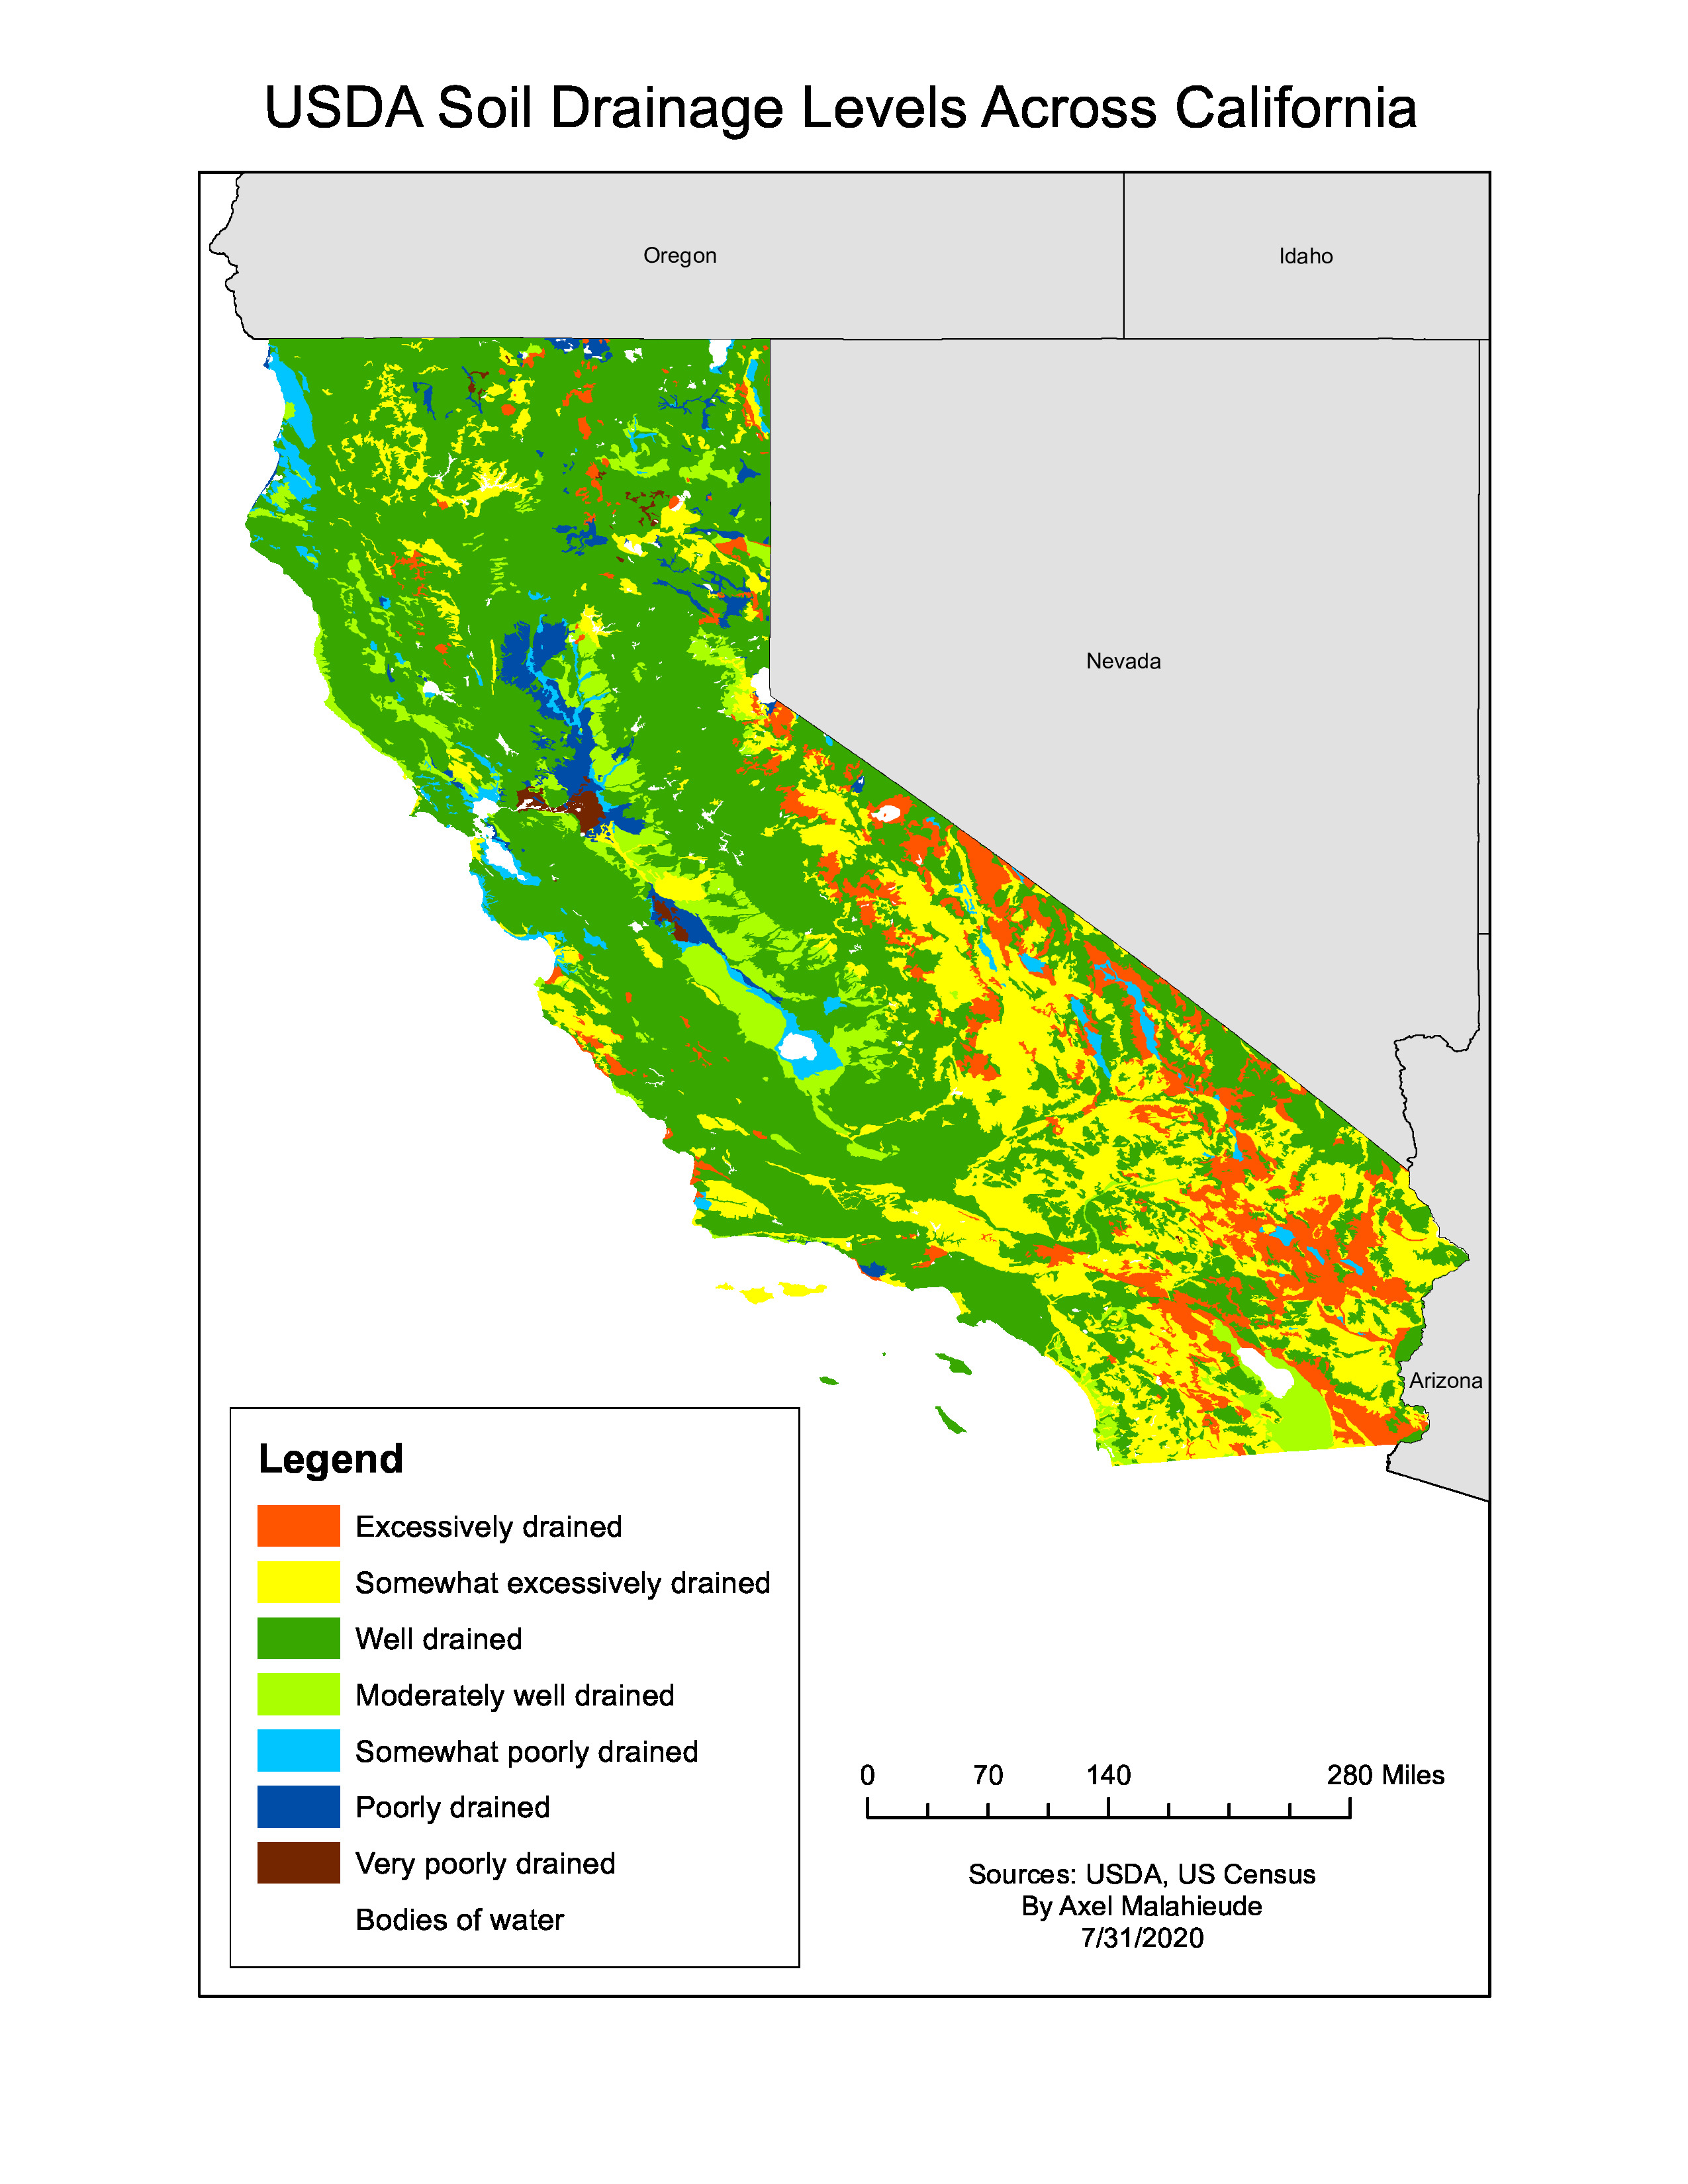 USDA Soil Drainage Levels Across California
Oregon
Idaho
Nevada
Arizona
Legend
Excessively drained
Somewhat excessively drained
Well drained
Moderately well drained
Somewhat poorly drained
Poorly drained
Very poorly drained
Bodies of water
0 70 140 280 Miles
Sources: USDA, US Census
By Axel Malahieude
7/31/2020